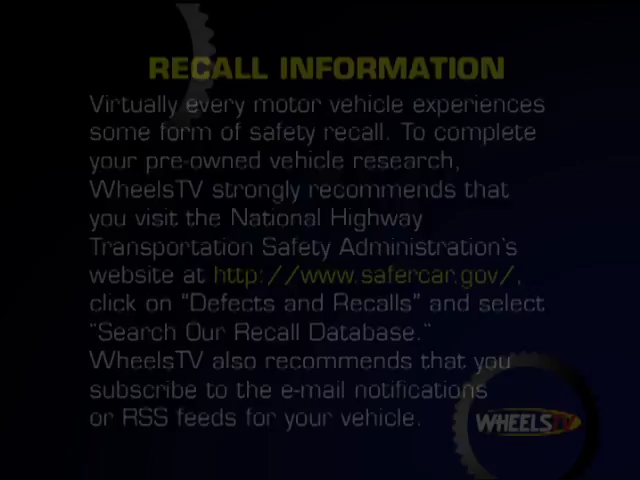 RECALL INFORMATION
Virtually every motor vehicle experiences
some form of safety recall. To complete
your pre-owned vehicle research,
WheelsTV strongly recommends that
you visit the National Highway
Transportation Safety Administration's
website at http://www.safercar.gov/,
click on "Defects and Recalls" and select
"Search Our Recall Database."
WheelsTV also recommends that you
subscribe to the e-mail notifications
or RSS feeds for your vehicle.
WHEELSTV